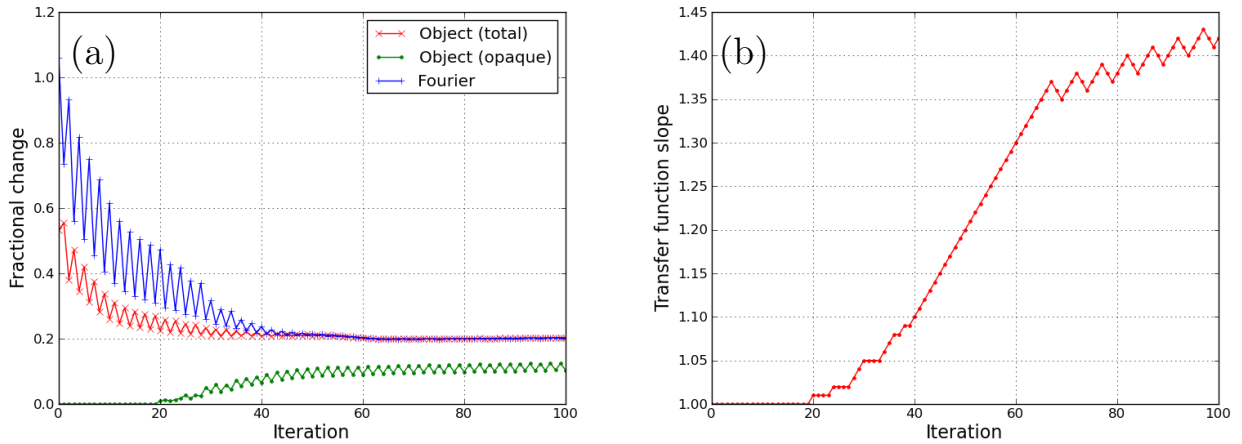 (a)
Object (total)
Object (opaque)
Fourier
Fractional change
1.2
1.0
0.8
0.6
0.4
0.2
0.0
0 20 40 60 80 100
Iteration
(b)
Transfer function slope
1.45
1.40
1.35
1.30
1.25
1.20
1.15
1.10
1.05
1.00
0 20 40 60 80 100
Iteration